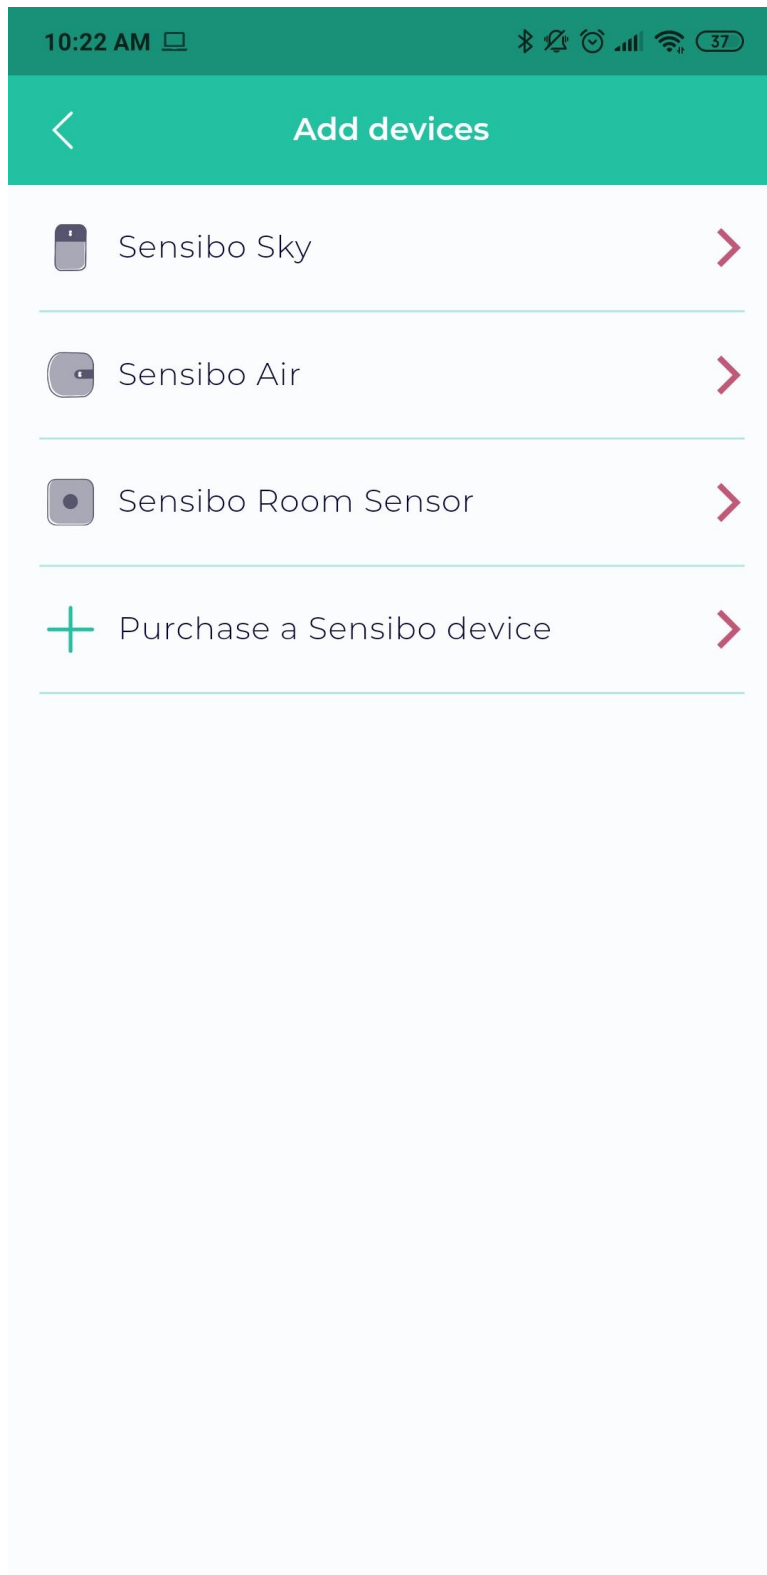 10:22 AM
37
Add devices
Sensibo Sky
Sensibo Air
Sensibo Room Sensor
Purchase a Sensibo device